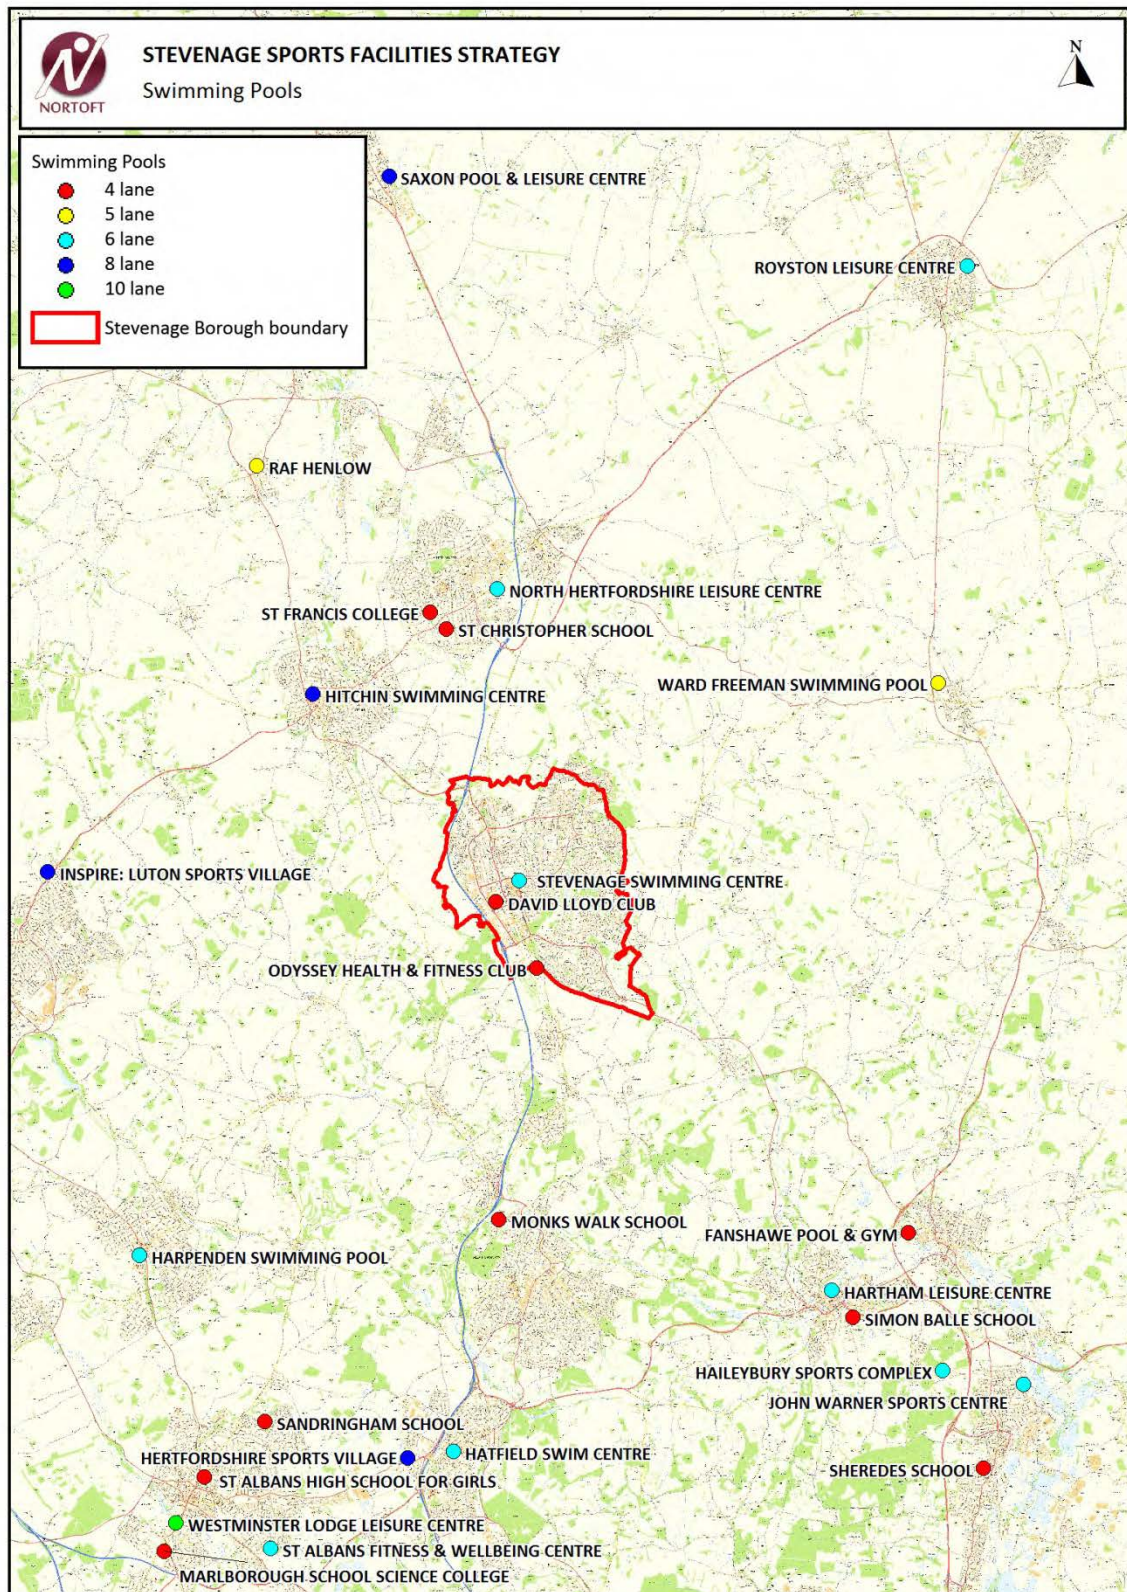 NORTOFT
STEVENAGE SPORTS FACILITIES STRATEGY
Swimming Pools
N
Swimming Pools
4 lane
5 lane
6 lane
8 lane
10 lane
Stevenage Borough boundary
SAXON POOL & LEISURE CENTRE
ROYSTON LEISURE CENTRE
RAF HENLOW
NORTH HERTFORDSHIRE LEISURE CENTRE
ST FRANCIS COLLEGE
ST CHRISTOPHER SCHOOL
WARD FREEMAN SWIMMING POOL
HITCHIN SWIMMING CENTRE
INSPIRE: LUTON SPORTS VILLAGE
STEVENAGE SWIMMING CENTRE
DAVID LLOYD CLUB
ODYSSEY HEALTH & FITNESS CLUB
MONKS WALK SCHOOL
FANSHAWE POOL & GYM
HARPENDEN SWIMMING POOL
HARTHAM LEISURE CENTRE
SIMON BALLE SCHOOL
HAILEYBURY SPORTS COMPLEX
JOHN WARNER SPORTS CENTRE
SANDRINGHAM SCHOOL
HERTFORDSHIRE SPORTS VILLAGE
HATFIELD SWIM CENTRE
SHEREDES SCHOOL
ST ALBANS HIGH SCHOOL FOR GIRLS
WESTMINSTER LODGE LEISURE CENTRE
ST ALBANS FITNESS & WELLBEING CENTRE
MARLBOROUGH SCHOOL SCIENCE COLLEGE